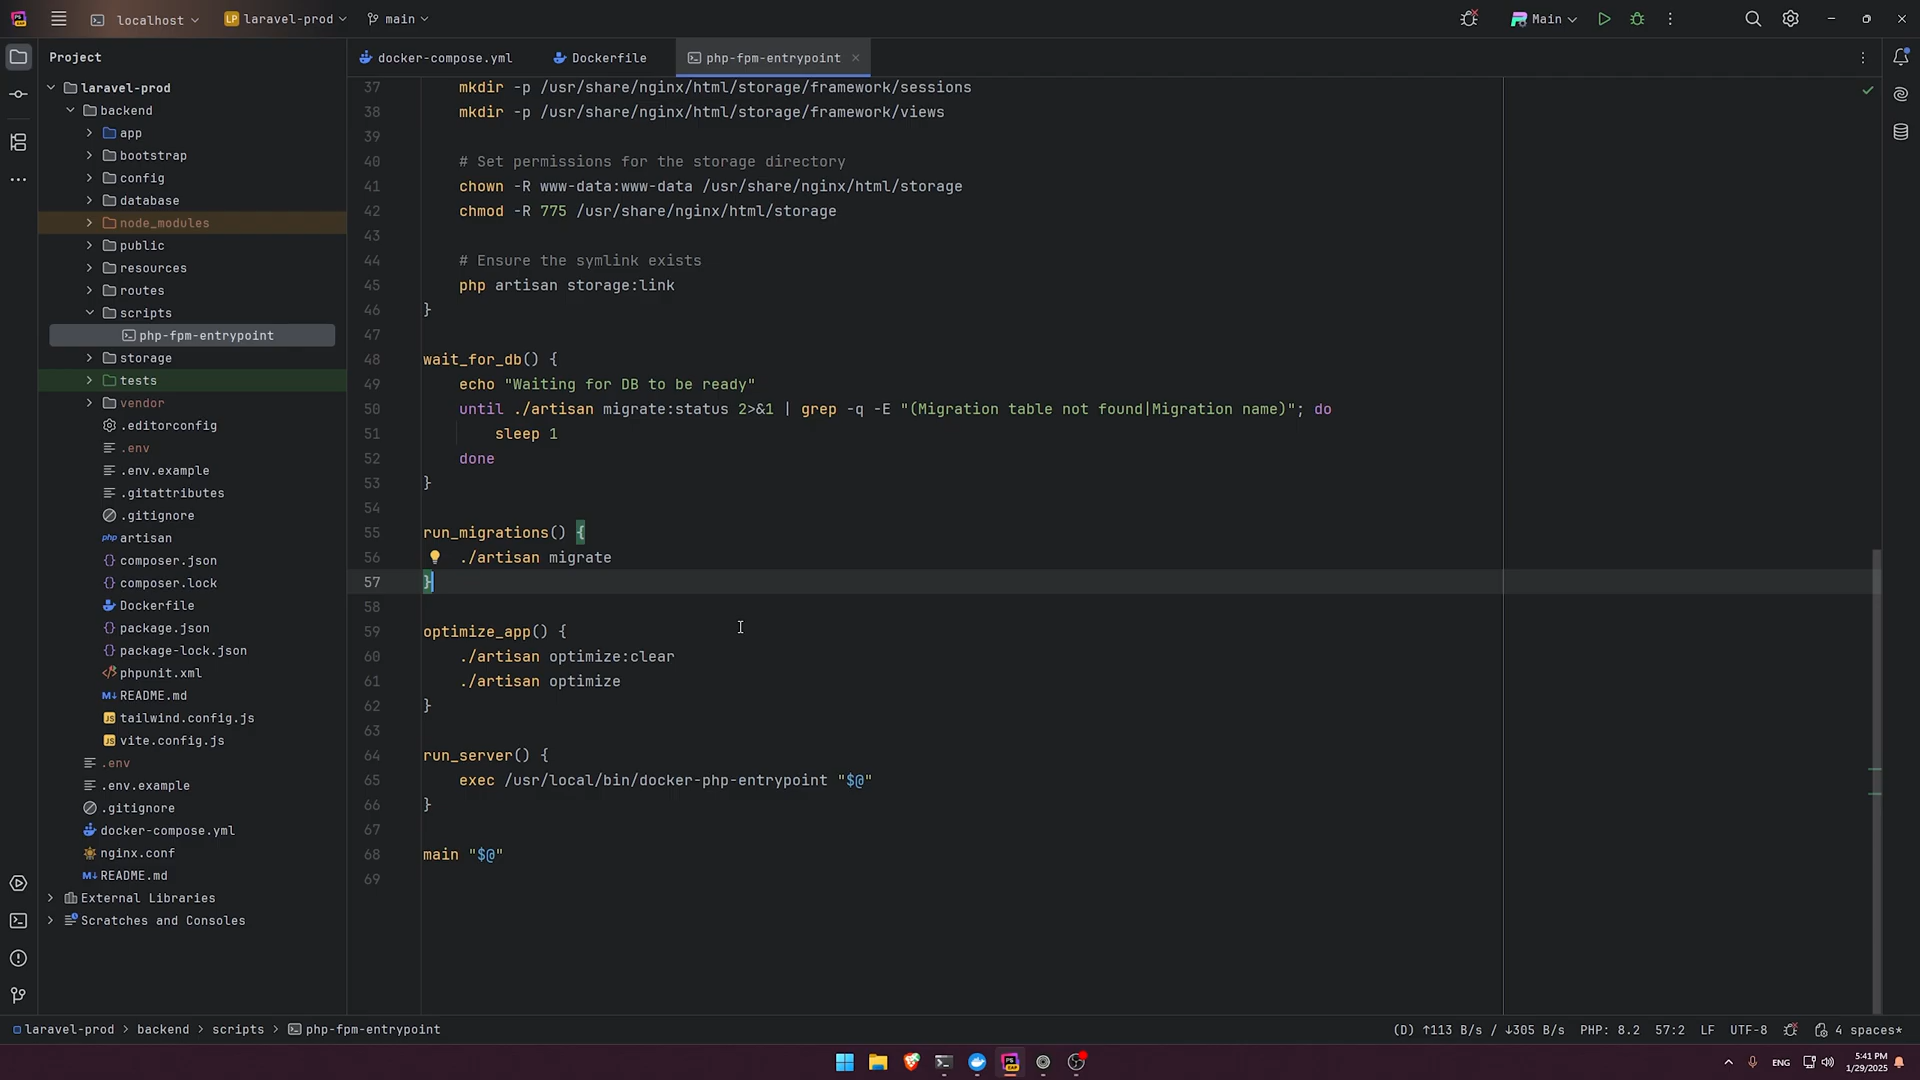 localhost
LP laravel-prod
main
Main
Project
laravel-prod
backend
app
bootstrap
config
database
node_modules
public
resources
routes
scripts
php-fpm-entrypoint
storage
tests
vendor
.editorconfig
.env
.env.example
.gitattributes
.gitignore
php artisan
composer.json
composer.lock
Dockerfile
package.json
package-lock.json
phpunit.xml
M↓ README.md
JS tailwind.config.js
JS vite.config.js
.env
.env.example
.gitignore
docker-compose.yml
nginx.conf
M↓ README.md
External Libraries
Scratches and Consoles
docker-compose.yml
Dockerfile
php-fpm-entrypoint
37 mkdir -p /usr/share/nginx/html/storage/framework/sessions
38 mkdir -p /usr/share/nginx/html/storage/framework/views
39
40 # Set permissions for the storage directory
41 chown -R www-data:www-data /usr/share/nginx/html/storage
42 chmod -R 775 /usr/share/nginx/html/storage
43
44 # Ensure the symlink exists
45 php artisan storage:link
46 }
47
48 wait_for_db() {
49 echo "Waiting for DB to be ready"
50 until ./artisan migrate:status 2>&1 | grep -q -E "(Migration table not found|Migration name)"; do
51 sleep 1
52 done
53 }
54
55 run_migrations() {
56 ./artisan migrate
57 }
58
59 optimize_app() {
60 ./artisan optimize:clear
61 ./artisan optimize
62 }
63
64 run_server() {
65 exec /usr/local/bin/docker-php-entrypoint "$@"
66 }
67
68 main "$@"
69
laravel-prod > backend > scripts > php-fpm-entrypoint
(D) ↑113 B/s / ↓305 B/s PHP: 8.2 57:2 LF UTF-8 4 spaces*
ENG
5:41 PM
1/29/2025